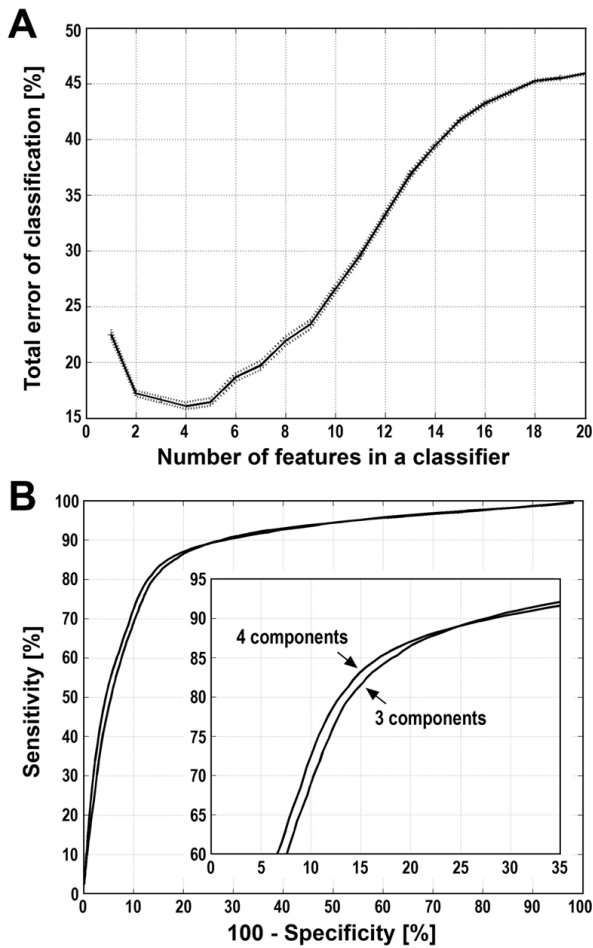 A
Total error of classification [%]
50
45
40
35
30
25
20
15
0 2 4 6 8 10 12 14 16 18 20
Number of features in a classifier
B
Sensitivity [%]
100
90
80
70
60
50
40
30
20
10
0
95
90
85
80
75
70
65
60
4 components
3 components
0 5 10 15 20 25 30 35
0 10 20 30 40 50 60 70 80 90 100
100 - Specificity [%]